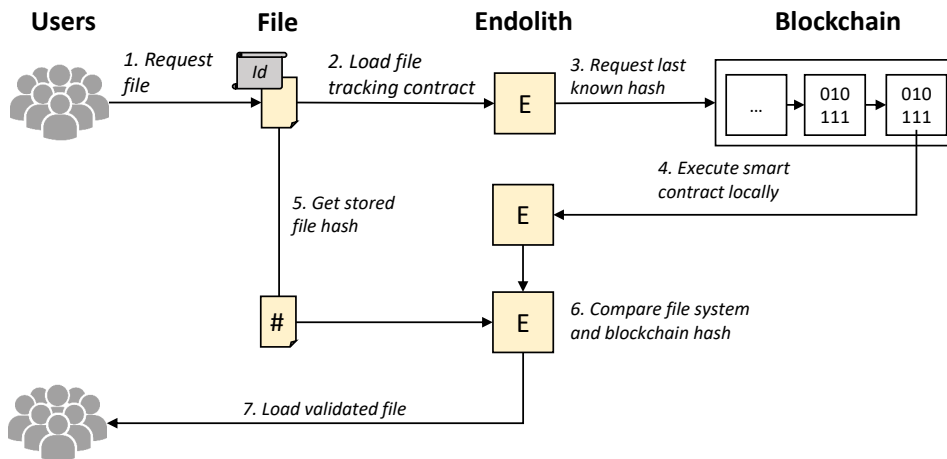 Users
File
Endolith
Blockchain
1. Request
file
Id
2. Load file
tracking contract
E
3. Request last
known hash
...
010
111
010
111
4. Execute smart
contract locally
5. Get stored
file hash
E
#
E
6. Compare file system
and blockchain hash
7. Load validated file